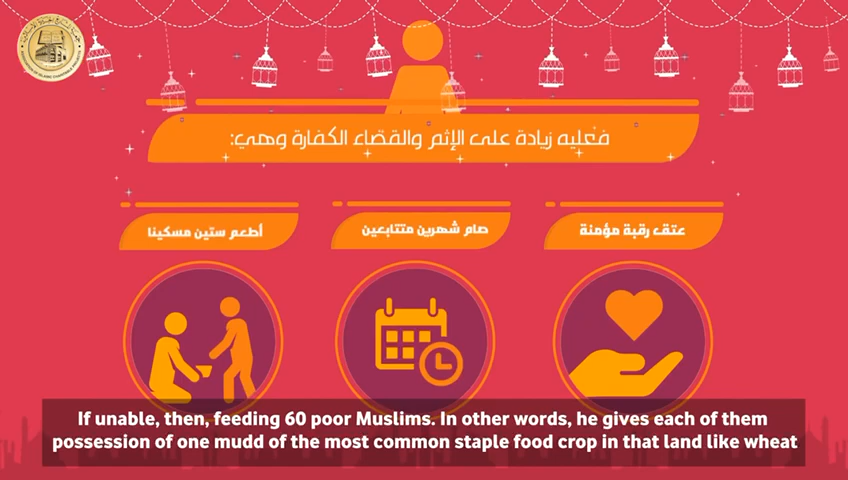 فعليه زيادة على الإثم والقضاء الكفارة وهي:
عتق رقبة مؤمنة
صام شهرين متتابعين
أطعم ستين مسكينا
If unable, then, feeding 60 poor Muslims. In other words, he gives each of them
possession of one mudd of the most common staple food crop in that land like wheat